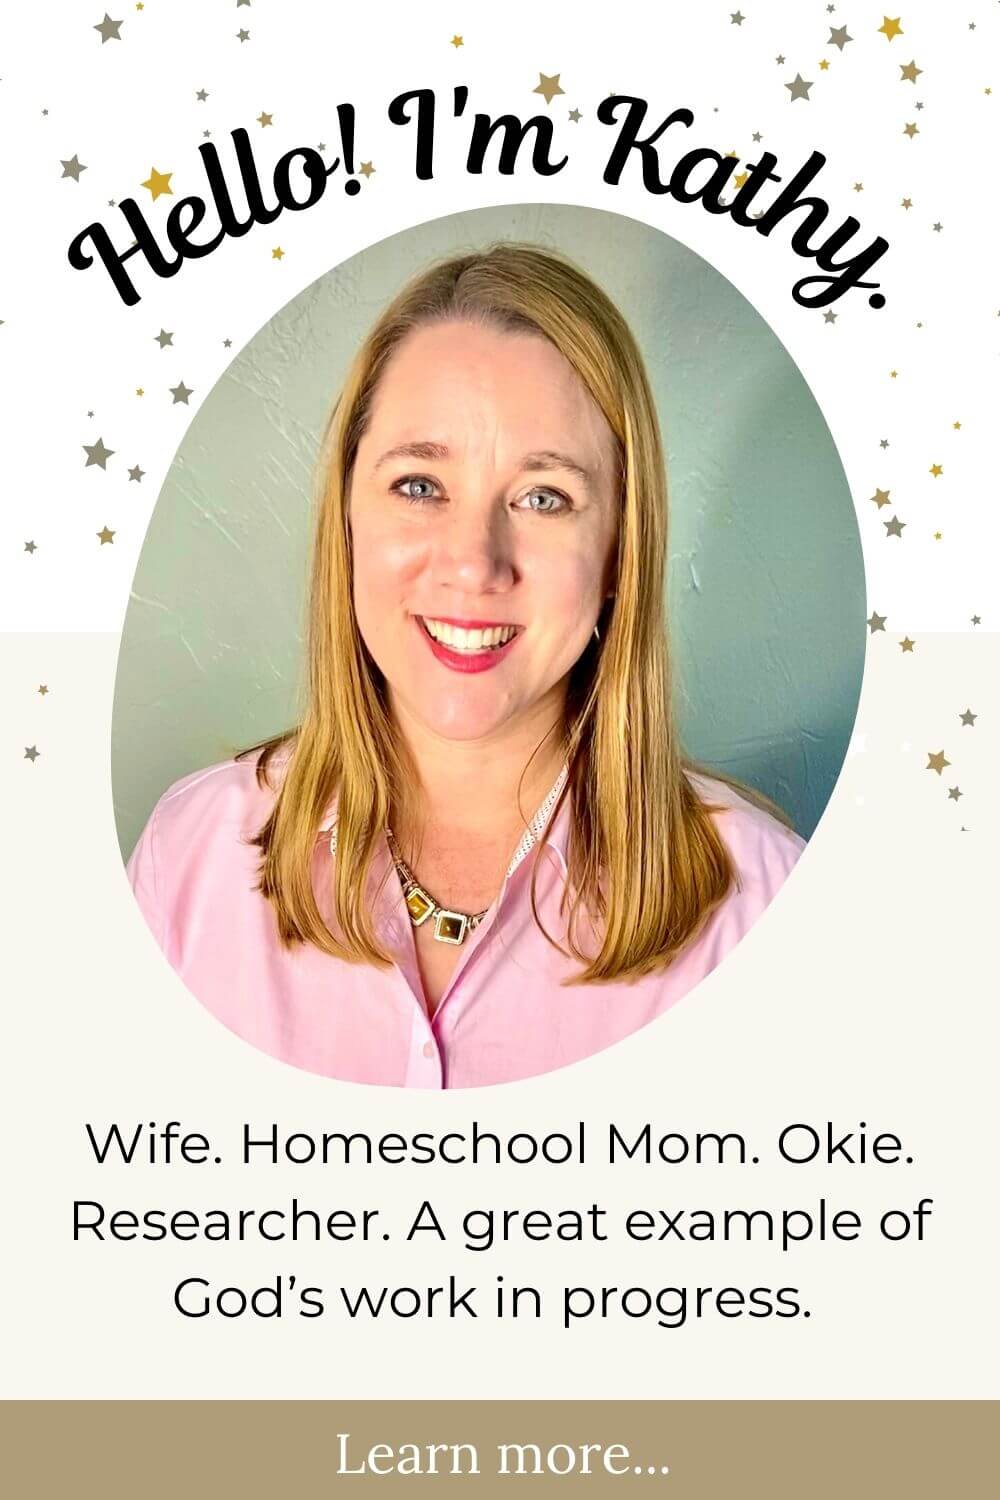 Hello! I'm Kathy.
Wife. Homeschool Mom. Okie.
Researcher. A great example of
God’s work in progress.
Learn more...